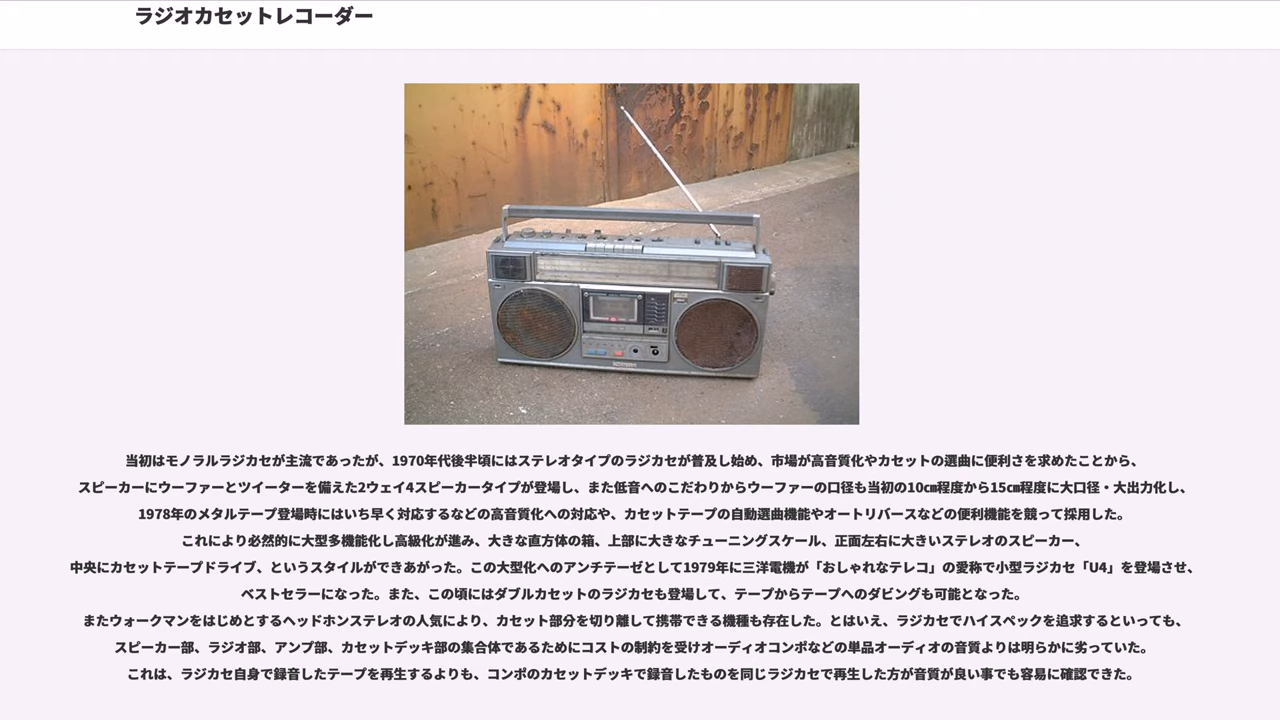 ラジオカセットレコーダー
当初はモノラルラジカセが主流であったが、1970年代後半頃にはステレオタイプのラジカセが普及し始め、市場が高音質化やカセットの選曲に便利さを求めたことから、
スピーカーにウーファーとツイーターを備えた2ウェイ4スピーカータイプが登場し、また低音へのこだわりからウーファーの口径も当初の10㎝程度から15㎝程度に大口径・大出力化し、
1978年のメタルテープ登場時にはいち早く対応するなどの高音質化への対応や、カセットテープの自動選曲機能やオートリバースなどの便利機能を競って採用した。
これにより必然的に大型多機能化し高級化が進み、大きな直方体の箱、上部に大きなチューニングスケール、正面左右に大きいステレオのスピーカー、
中央にカセットテープドライブ、というスタイルができあがった。この大型化へのアンチテーゼとして1979年に三洋電機が「おしゃれなテレコ」の愛称で小型ラジカセ「U4」を登場させ、
ベストセラーになった。また、この頃にはダブルカセットのラジカセも登場して、テープからテープへのダビングも可能となった。
またウォークマンをはじめとするヘッドホンステレオの人気により、カセット部分を切り離して携帯できる機種も存在した。とはいえ、ラジカセでハイスペックを追求するといっても、
スピーカー部、ラジオ部、アンプ部、カセットデッキ部の集合体であるためにコストの制約を受けオーディオコンポなどの単品オーディオの音質よりは明らかに劣っていた。
これは、ラジカセ自身で録音したテープを再生するよりも、コンポのカセットデッキで録音したものを同じラジカセで再生した方が音質が良い事でも容易に確認できた。